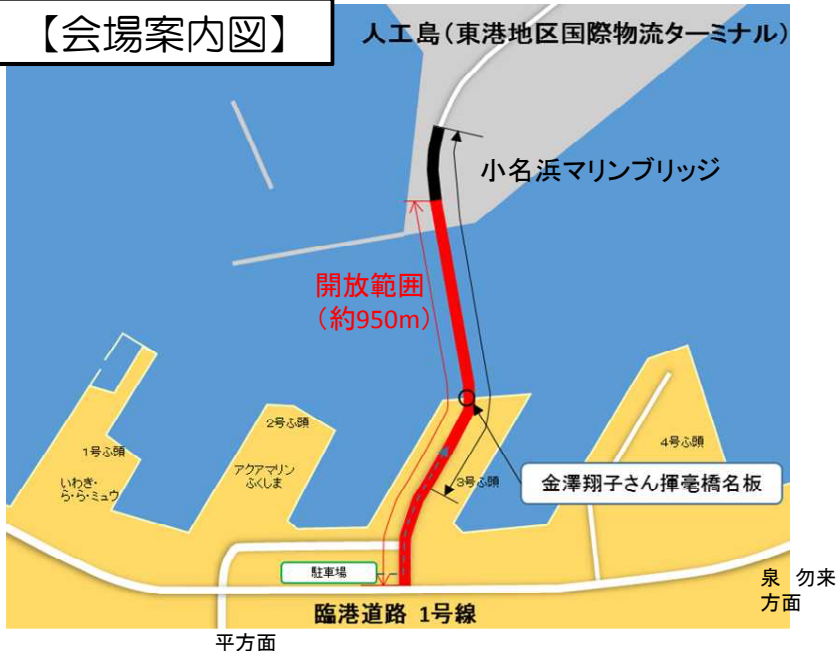 【会場案内図】
人工島(東港地区国際物流ターミナル)
小名浜マリンブリッジ
開放範囲
(約950m)
2号ふ頭
1号ふ頭
4号ふ頭
アクアマリン
ふくしま
いわき・
ら・ら・ミュウ
3号ふ頭
金澤翔子さん揮毫橋名板
駐車場
泉 勿来
方面
臨港道路 1号線
平方面